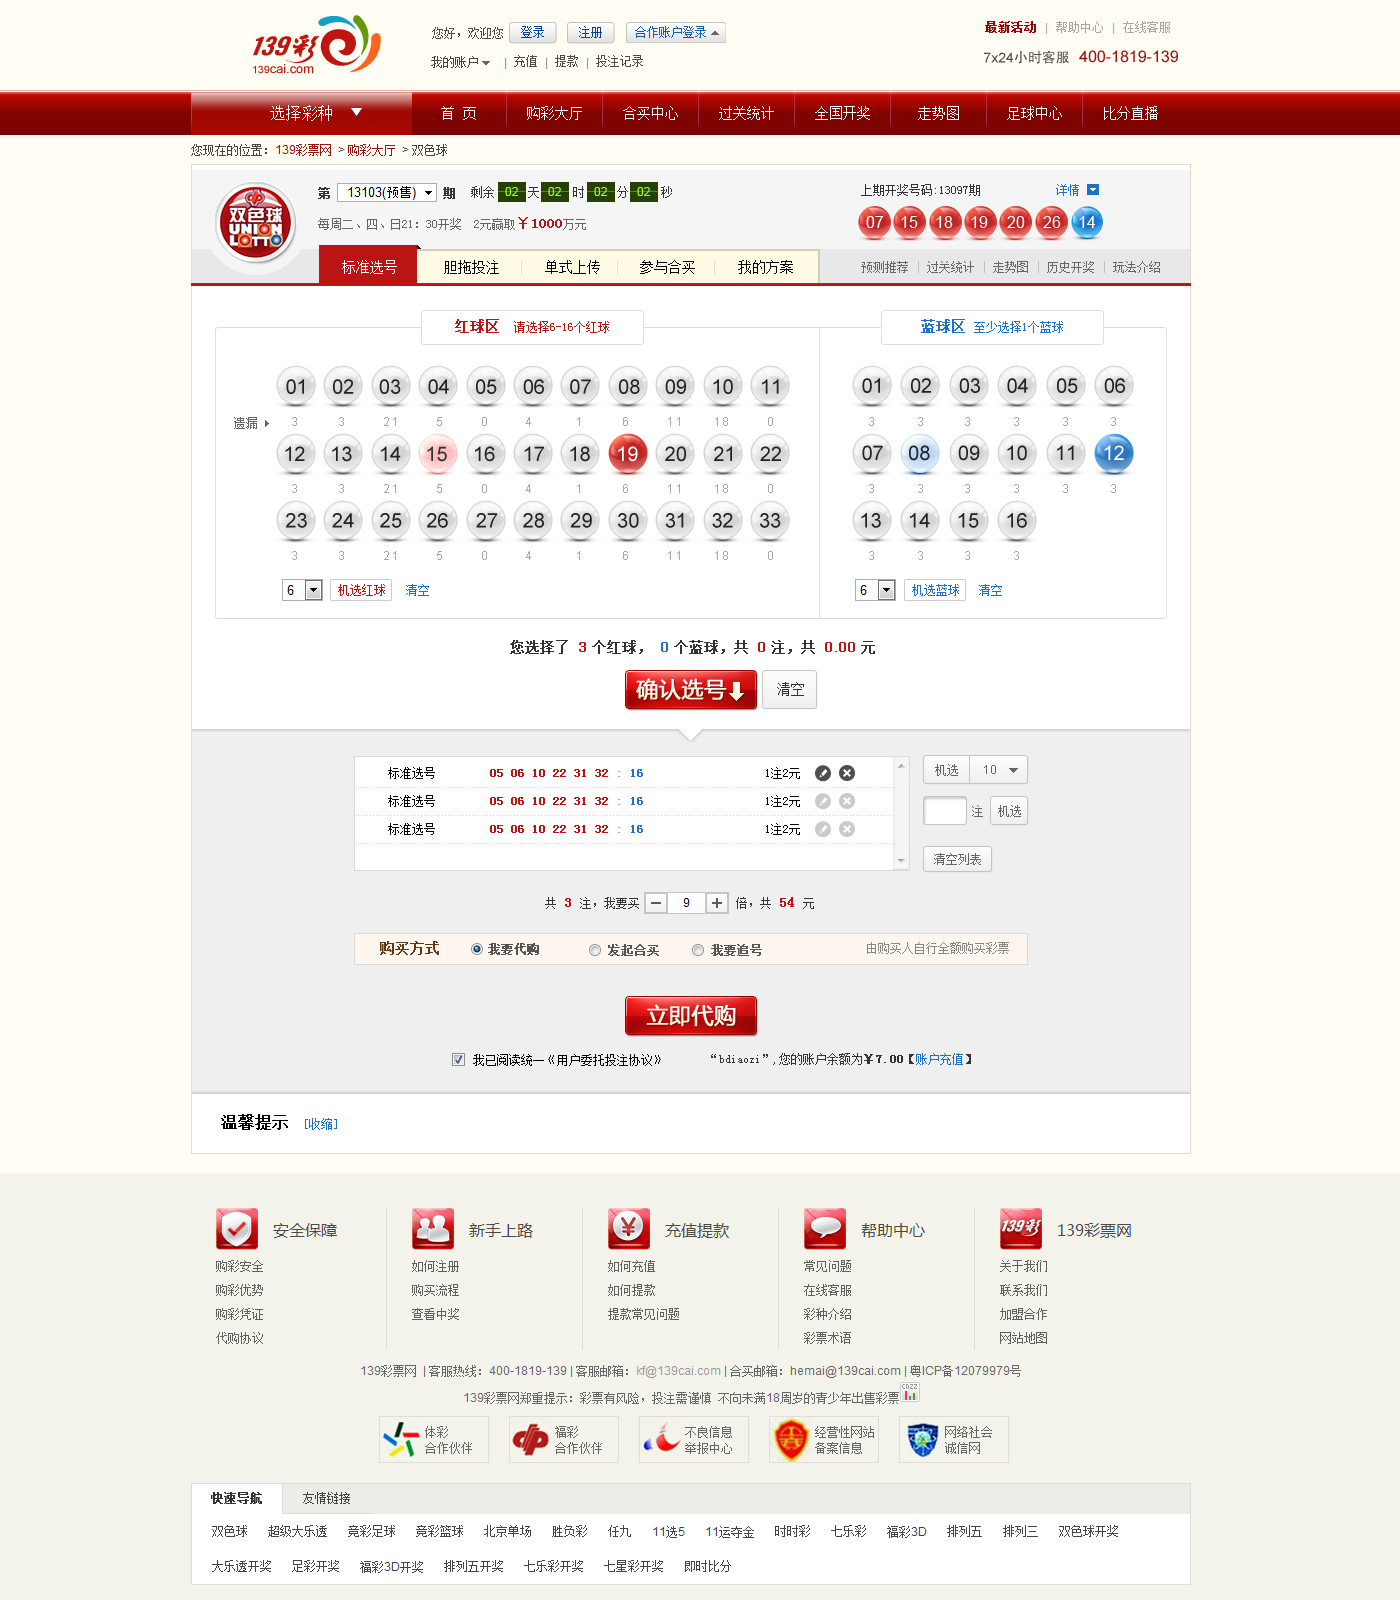 139彩
139cai.com
您好，欢迎您 登录 注册 合作账户登录
最新活动 | 帮助中心 | 在线客服
我的账户 | 充值 | 提款 | 投注记录
7x24小时客服 400-1819-139
选择彩种 首 页 购彩大厅 合买中心 过关统计 全国开奖 走势图 足球中心 比分直播
您现在的位置：139彩票网 >购彩大厅 >双色球
双色球
UNION
LOTTO
第 13103(预售) 期 剩余 02 天 02 时 02 分 02 秒
上期开奖号码:13097期 详情
每周二、四、日21：30开奖 2元赢取￥1000万元
07 15 18 19 20 26 14
标准选号 胆拖投注 单式上传 参与合买 我的方案
预测推荐 | 过关统计 | 走势图 | 历史开奖 | 玩法介绍
红球区 请选择6-16个红球
蓝球区 至少选择1个蓝球
01 02 03 04 05 06 07 08 09 10 11
01 02 03 04 05 06
遗漏 3 3 21 5 0 4 1 6 11 18 0
3 3 3 3 3 3
12 13 14 15 16 17 18 19 20 21 22
07 08 09 10 11 12
3 3 21 5 0 4 1 6 11 18 0
3 3 3 3 3 3
23 24 25 26 27 28 29 30 31 32 33
13 14 15 16
3 3 21 5 0 4 1 6 11 18 0
3 3 3 3
6 机选红球 清空
6 机选蓝球 清空
您选择了 3 个红球， 0 个蓝球，共 0 注，共 0.00 元
确认选号 清空
标准选号 05 06 10 22 31 32 : 16 1注2元
标准选号 05 06 10 22 31 32 : 16 1注2元
标准选号 05 06 10 22 31 32 : 16 1注2元
机选 10
注 机选
清空列表
共 3 注，我要买 9 倍，共 54 元
购买方式 我要代购 发起合买 我要追号 由购买人自行全额购买彩票
立即代购
我已阅读统一《用户委托投注协议》 “bdiaozi”,您的账户余额为￥7.00【账户充值】
温馨提示 [收缩]
安全保障
购彩安全
购彩优势
购彩凭证
代购协议
新手上路
如何注册
购买流程
查看中奖
充值提款
如何充值
如何提款
提款常见问题
帮助中心
常见问题
在线客服
彩种介绍
彩票术语
139彩
139彩票网
关于我们
联系我们
加盟合作
网站地图
139彩票网 | 客服热线：400-1819-139 | 客服邮箱：kf@139cai.com | 合买邮箱：hemai@139cai.com | 粤ICP备12079979号
139彩票网郑重提示：彩票有风险，投注需谨慎 不向未满18周岁的青少年出售彩票 CNZZ
体彩
合作伙伴
福彩
合作伙伴
不良信息
举报中心
经营性网站
备案信息
网络社会
诚信网
快速导航 友情链接
双色球 超级大乐透 竟彩足球 竟彩篮球 北京单场 胜负彩 任九 11选5 11运夺金 时时彩 七乐彩 福彩3D 排列五 排列三 双色球开奖
大乐透开奖 足彩开奖 福彩3D开奖 排列五开奖 七乐彩开奖 七星彩开奖 即时比分